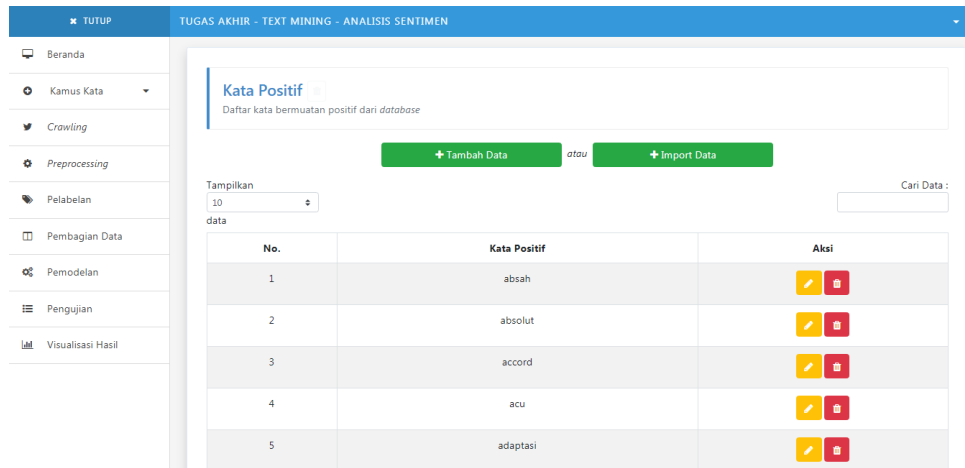 ✖ TUTUP
TUGAS AKHIR - TEXT MINING - ANALISIS SENTIMEN
Beranda
Kamus Kata
Crawling
Preprocessing
Pelabelan
Pembagian Data
Pemodelan
Pengujian
Visualisasi Hasil
Kata Positif
Daftar kata bermuatan positif dari database
+ Tambah Data atau + Import Data
Tampilkan
10
data
Cari Data :
No. Kata Positif Aksi
1 absah
2 absolut
3 accord
4 acu
5 adaptasi